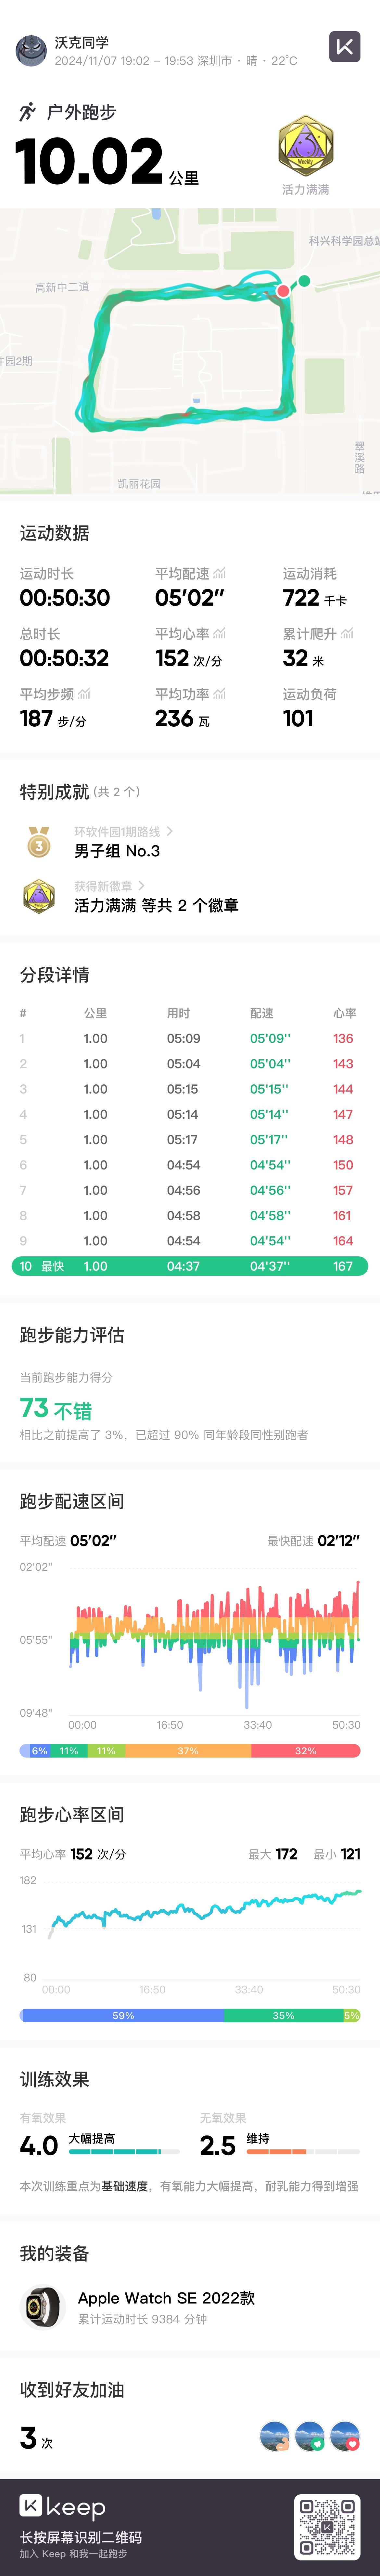 沃克同学
2024/11/07 19:02 - 19:53 深圳市 · 晴 · 22°C
户外跑步
10.02 公里
3
Weekly
活力满满
科兴科学园总站
高新中二道
件园2期
翠溪路
凯丽花园
运动数据
运动时长 平均配速 运动消耗
00:50:30 05'02" 722 千卡
总时长 平均心率 累计爬升
00:50:32 152 次/分 32 米
平均步频 平均功率 运动负荷
187 步/分 236 瓦 101
特别成就 (共 2 个)
3
环软件园1期路线
男子组 No.3
获得新徽章
活力满满 等共 2 个徽章
分段详情
# 公里 用时 配速 心率
1 1.00 05:09 05'09'' 136
2 1.00 05:04 05'04'' 143
3 1.00 05:15 05'15'' 144
4 1.00 05:14 05'14'' 147
5 1.00 05:17 05'17'' 148
6 1.00 04:54 04'54'' 150
7 1.00 04:56 04'56'' 157
8 1.00 04:58 04'58'' 161
9 1.00 04:54 04'54'' 164
10 最快 1.00 04:37 04'37'' 167
跑步能力评估
当前跑步能力得分
73 不错
相比之前提高了 3%，已超过 90% 同年龄段同性别跑者
跑步配速区间
平均配速 05'02" 最快配速 02'12"
02'02"
05'55"
09'48"
00:00 16:50 33:40 50:30
6% 11% 11% 37% 32%
跑步心率区间
平均心率 152 次/分 最大 172 最小 121
182
131
80
00:00 16:50 33:40 50:30
59% 35% 5%
训练效果
有氧效果 无氧效果
4.0 大幅提高 2.5 维持
本次训练重点为基础速度，有氧能力大幅提高，耐乳能力得到增强
我的装备
Apple Watch SE 2022款
累计运动时长 9384 分钟
收到好友加油
3 次
keep
长按屏幕识别二维码
加入 Keep 和我一起跑步